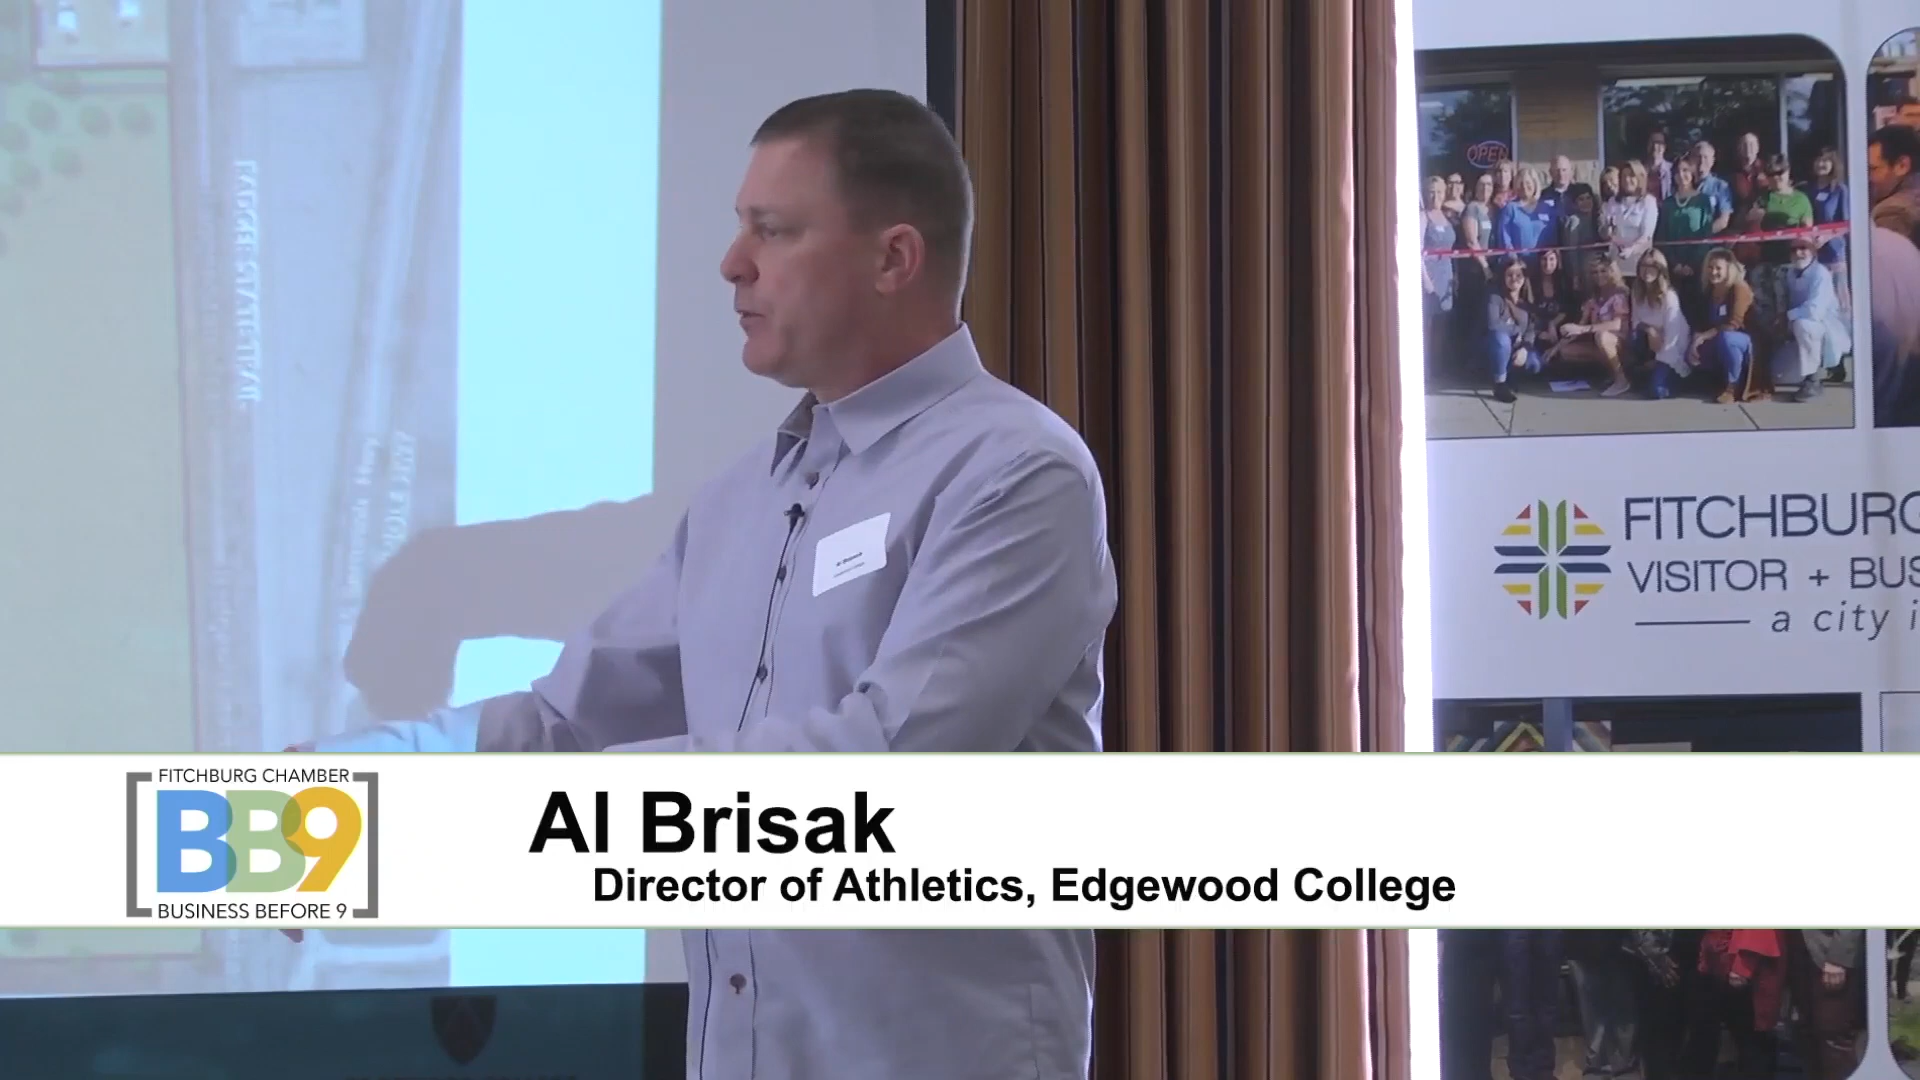 OPEN
FITCHBURG
VISITOR + BUS
a city i
FITCHBURG CHAMBER
BB9
BUSINESS BEFORE 9
Al Brisak
Director of Athletics, Edgewood College